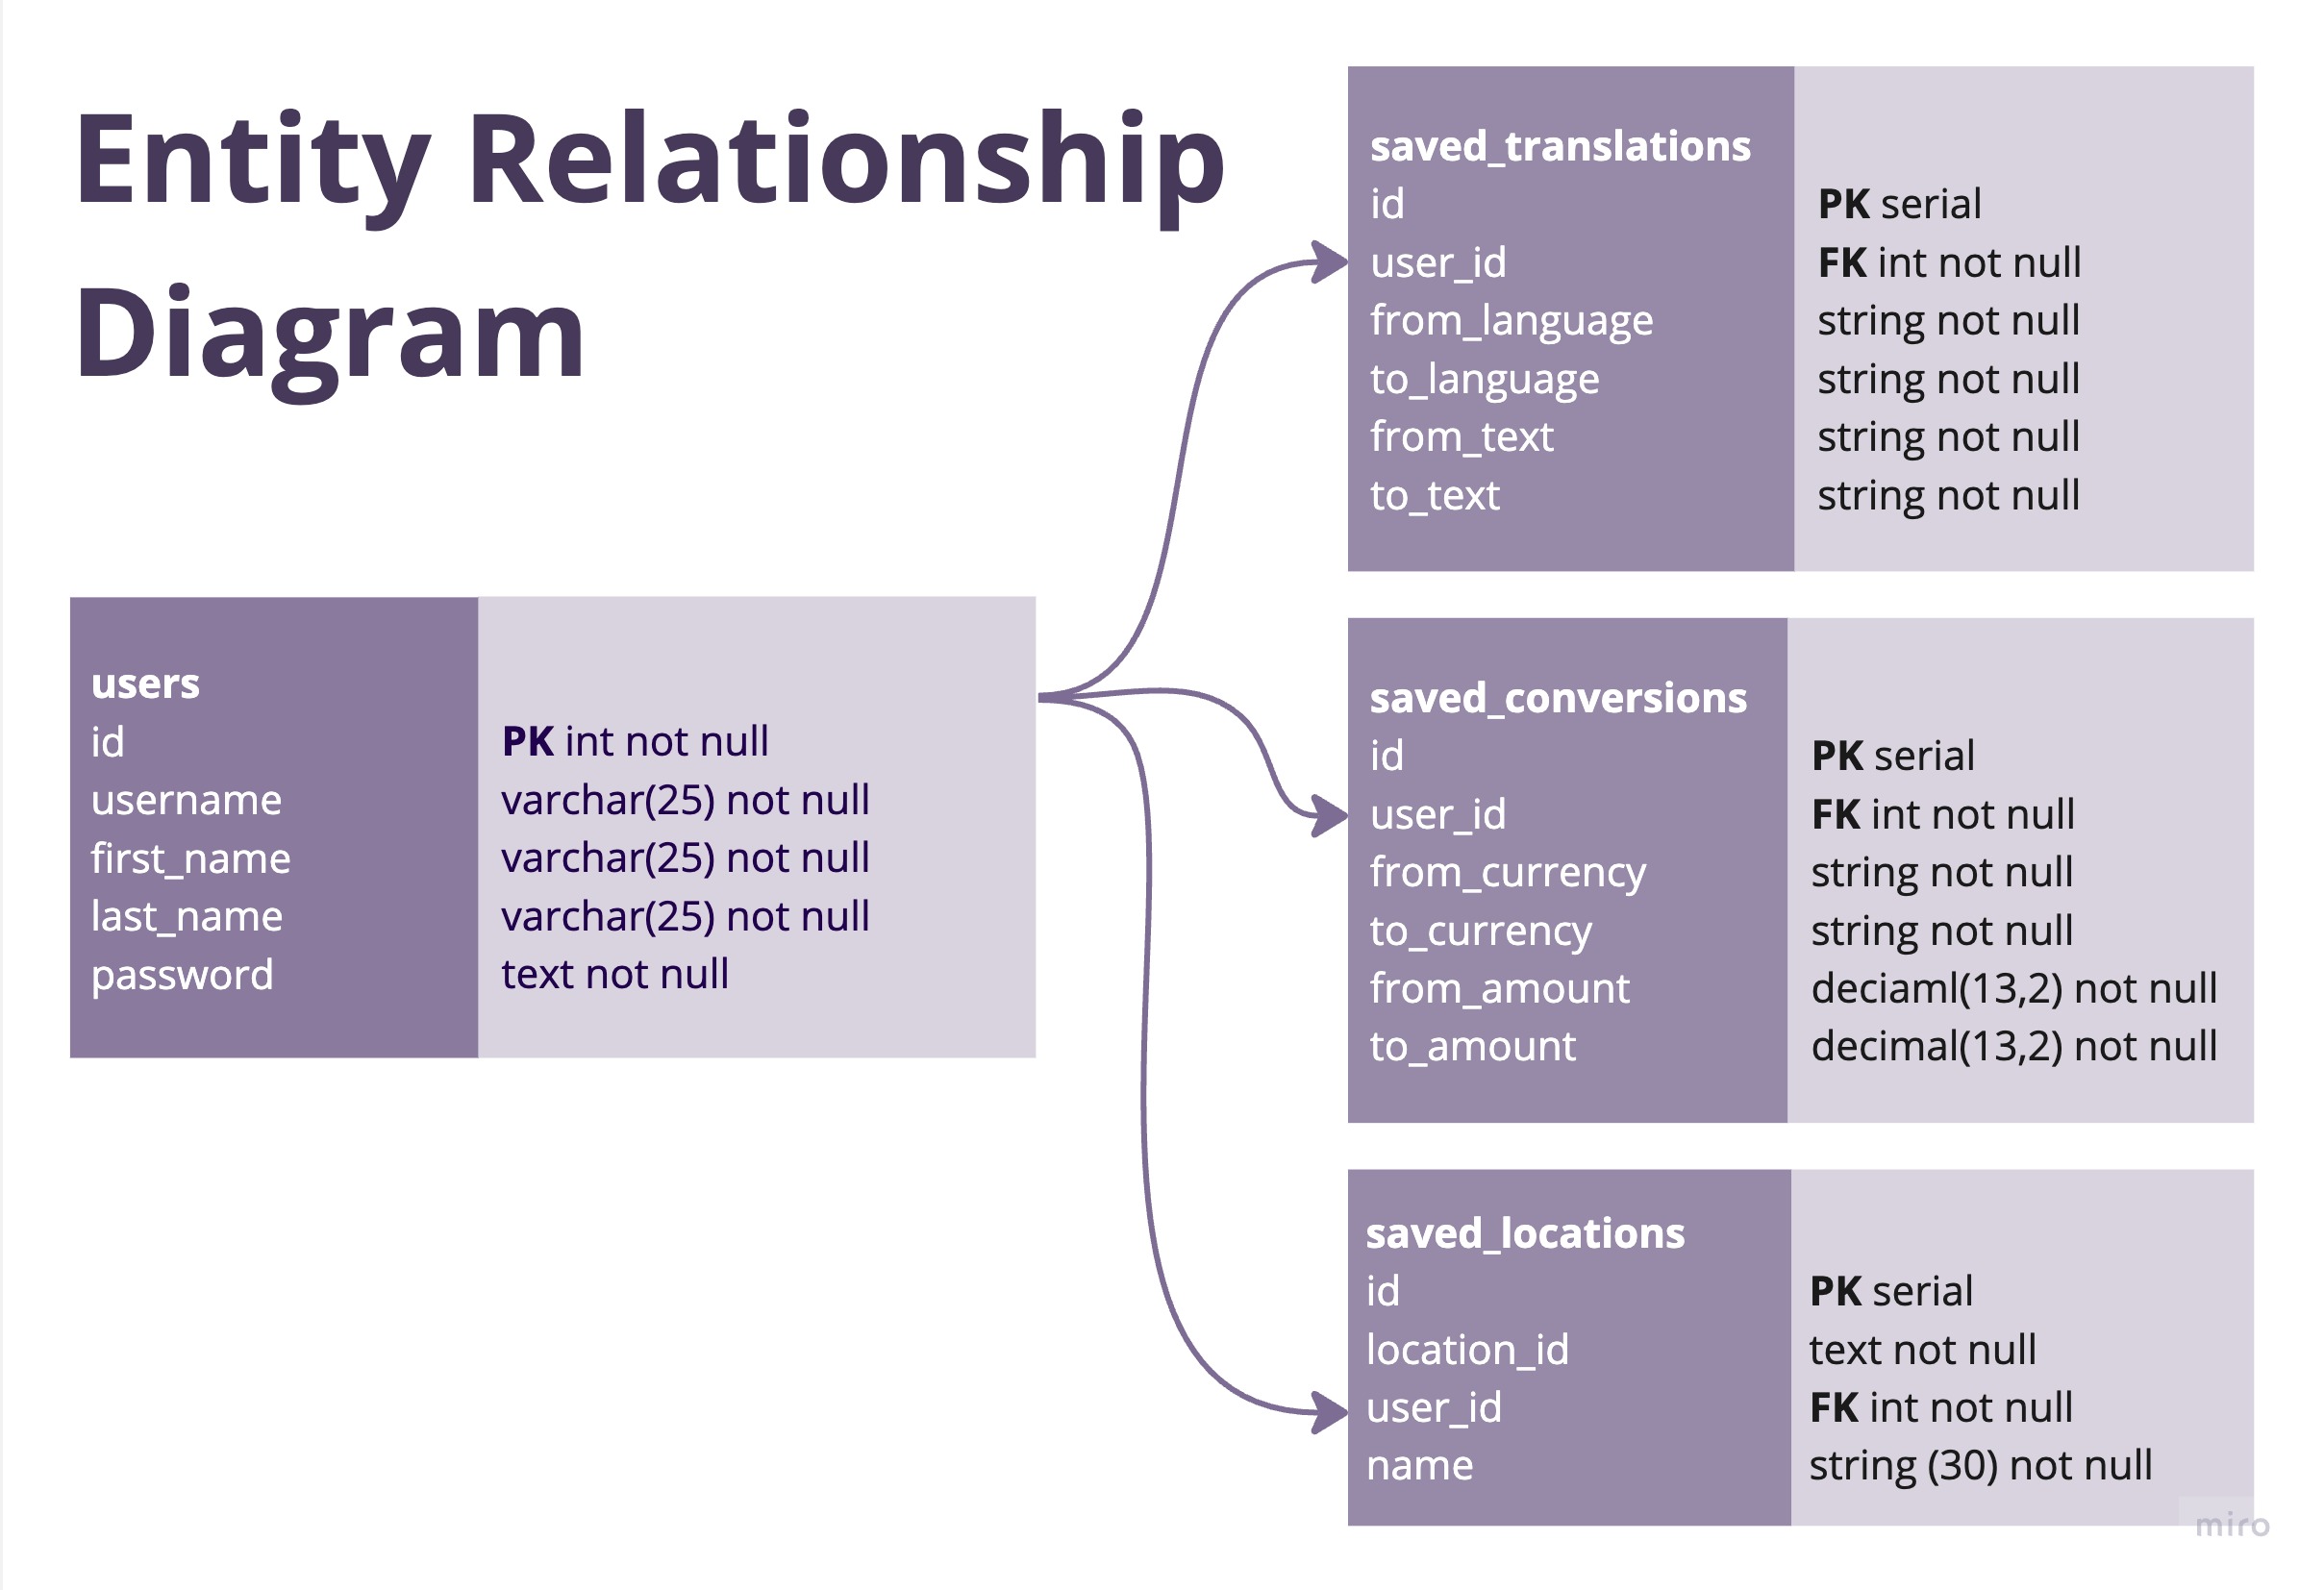 Entity Relationship
Diagram
users
id PK int not null
username varchar(25) not null
first_name varchar(25) not null
last_name varchar(25) not null
password text not null
saved_translations
id PK serial
user_id FK int not null
from_language string not null
to_language string not null
from_text string not null
to_text string not null
saved_conversions
id PK serial
user_id FK int not null
from_currency string not null
to_currency string not null
from_amount deciaml(13,2) not null
to_amount decimal(13,2) not null
saved_locations
id PK serial
location_id text not null
user_id FK int not null
name string (30) not null
miro